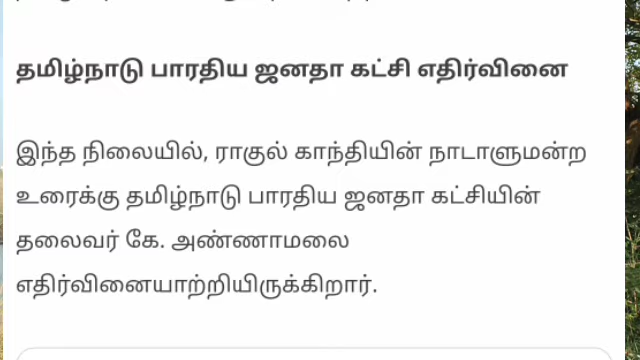 தமிழ்நாடு பாரதிய ஜனதா கட்சி எதிர்வினை
இந்த நிலையில், ராகுல் காந்தியின் நாடாளுமன்ற
உரைக்கு தமிழ்நாடு பாரதிய ஜனதா கட்சியின்
தலைவர் கே. அண்ணாமலை
எதிர்வினையாற்றியிருக்கிறார்.